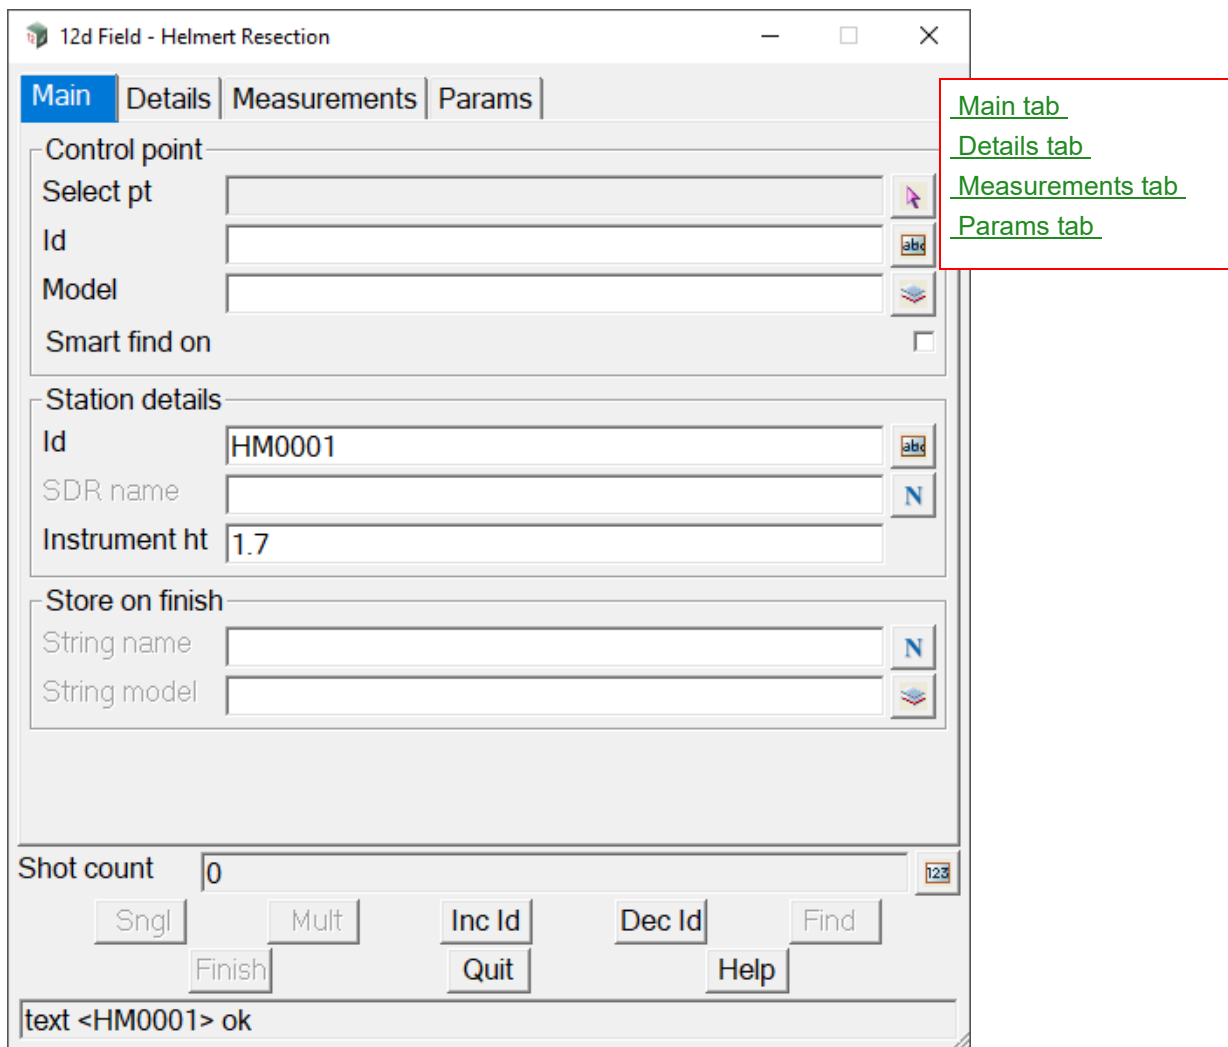 12d Field - Helmert Resection
Main Details Measurements Params
Main tab
Details tab
Measurements tab
Params tab
Control point
Select pt
Id abc
Model
Smart find on
Station details
Id HM0001 abc
SDR name N
Instrument ht 1.7
Store on finish
String name N
String model
Shot count 0 123
Sngl Mult Inc Id Dec Id Find
Finish Quit Help
text <HM0001> ok